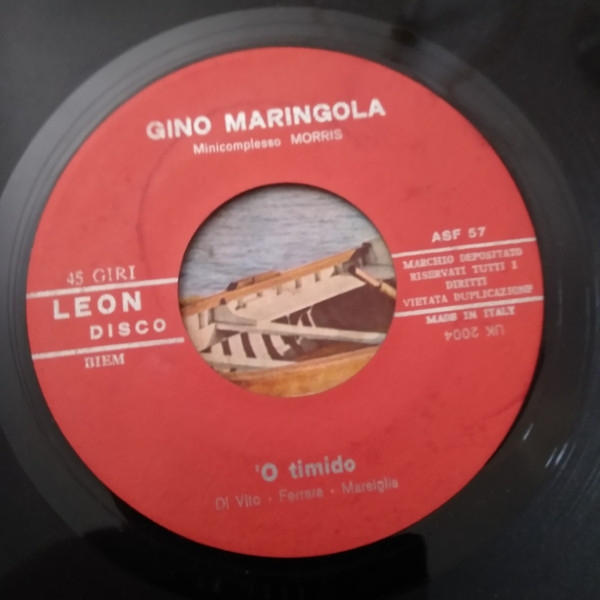 GINO MARINGOLA
Minicomplesso MORRIS
45 GIRI
LEON
DISCO
BIEM
ASF 57
MARCHIO DEPOSITATO
RISERVATI TUTTI I
DIRITTI
VIETATA DUPLICAZIONE
MADE IN ITALY
UK 2004
'O timido
Di Vito - Ferrara - Marsiglia